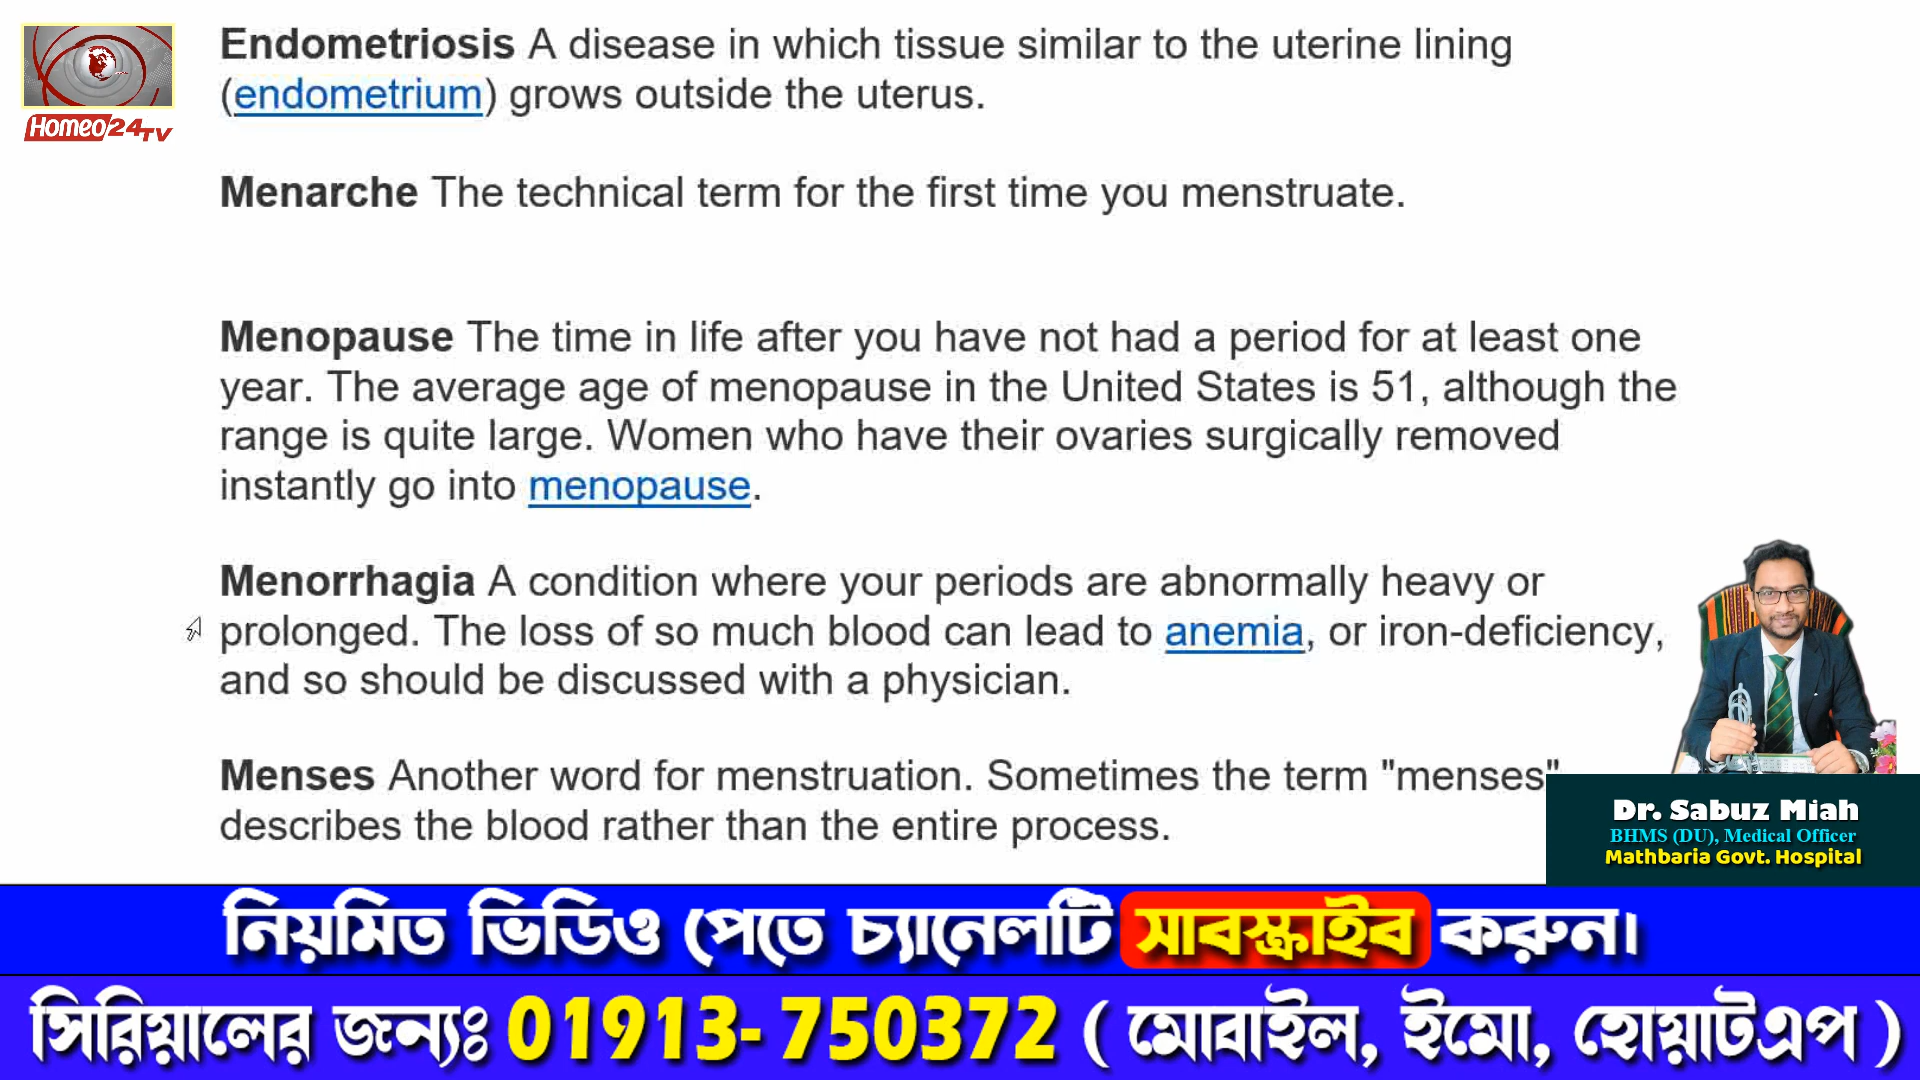 Homeo24TV
Endometriosis A disease in which tissue similar to the uterine lining
(endometrium) grows outside the uterus.
Menarche The technical term for the first time you menstruate.
Menopause The time in life after you have not had a period for at least one
year. The average age of menopause in the United States is 51, although the
range is quite large. Women who have their ovaries surgically removed
instantly go into menopause.
Menorrhagia A condition where your periods are abnormally heavy or
prolonged. The loss of so much blood can lead to anemia, or iron-deficiency,
and so should be discussed with a physician.
Menses Another word for menstruation. Sometimes the term "menses"
describes the blood rather than the entire process.
Dr. Sabuz Miah
BHMS (DU), Medical Officer
Mathbaria Govt. Hospital
নিয়মিত ভিডিও পেতে চ্যানেলটি সাবস্ক্রাইব করুন।
সিরিয়ালের জন্যঃ 01913- 750372 ( মোবাইল, ইমো, হোয়াটএপ )